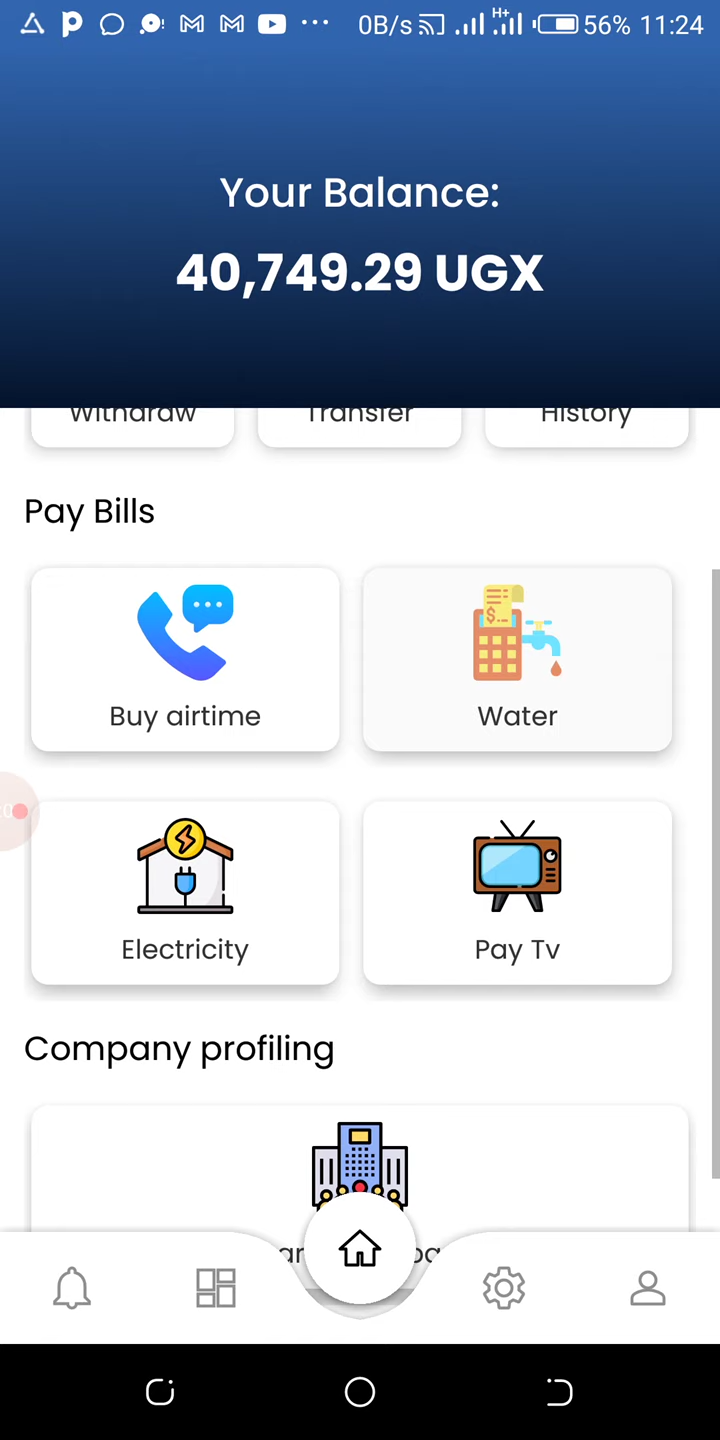 0B/s H+ 56% 11:24
Your Balance:
40,749.29 UGX
Withdraw Transfer History
Pay Bills
Buy airtime Water
Electricity Pay Tv
Company profiling